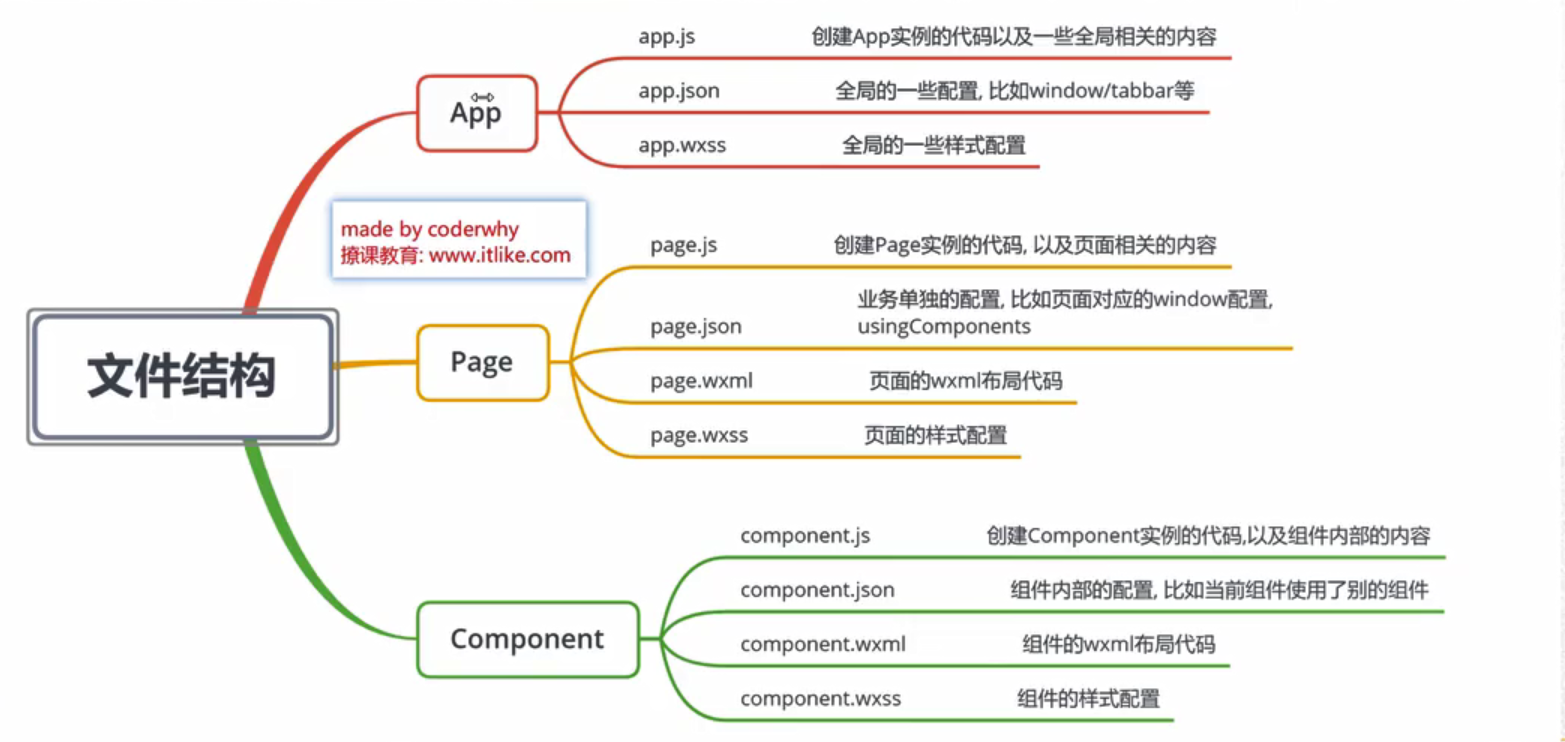 文件结构
App
app.js 创建App实例的代码以及一些全局相关的内容
app.json 全局的一些配置, 比如window/tabbar等
app.wxss 全局的一些样式配置
made by coderwhy
撩课教育: www.itlike.com
Page
page.js 创建Page实例的代码, 以及页面相关的内容
page.json 业务单独的配置, 比如页面对应的window配置,
usingComponents
page.wxml 页面的wxml布局代码
page.wxss 页面的样式配置
Component
component.js 创建Component实例的代码,以及组件内部的内容
component.json 组件内部的配置, 比如当前组件使用了别的组件
component.wxml 组件的wxml布局代码
component.wxss 组件的样式配置